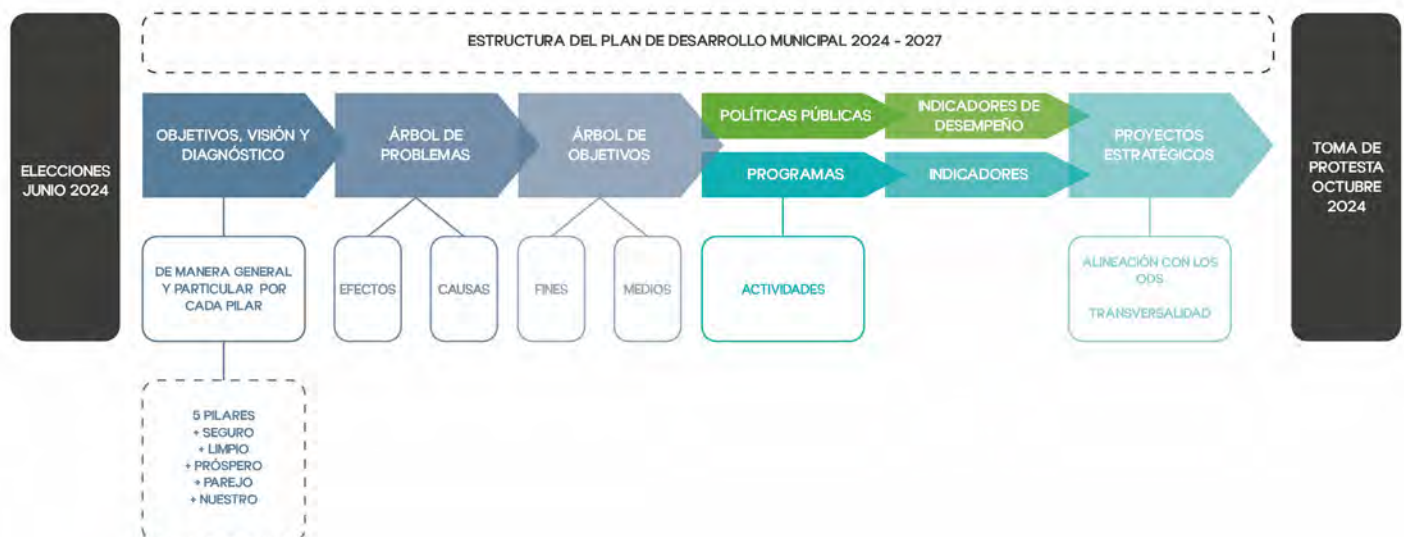 ESTRUCTURA DEL PLAN DE DESARROLLO MUNICIPAL 2024 - 2027
ELECCIONES
JUNIO 2024
OBJETIVOS, VISIÓN Y
DIAGNÓSTICO
ÁRBOL DE
PROBLEMAS
ÁRBOL DE
OBJETIVOS
POLÍTICAS PÚBLICAS
INDICADORES DE
DESEMPEÑO
PROGRAMAS
INDICADORES
PROYECTOS
ESTRATÉGICOS
TOMA DE
PROTESTA
OCTUBRE
2024
DE MANERA GENERAL
Y PARTICULAR POR
CADA PILAR
EFECTOS
CAUSAS
FINES
MEDIOS
ACTIVIDADES
ALINEACIÓN CON LOS
ODS
TRANSVERSALIDAD
5 PILARES
+ SEGURO
+ LIMPIO
+ PRÓSPERO
+ PAREJO
+ NUESTRO